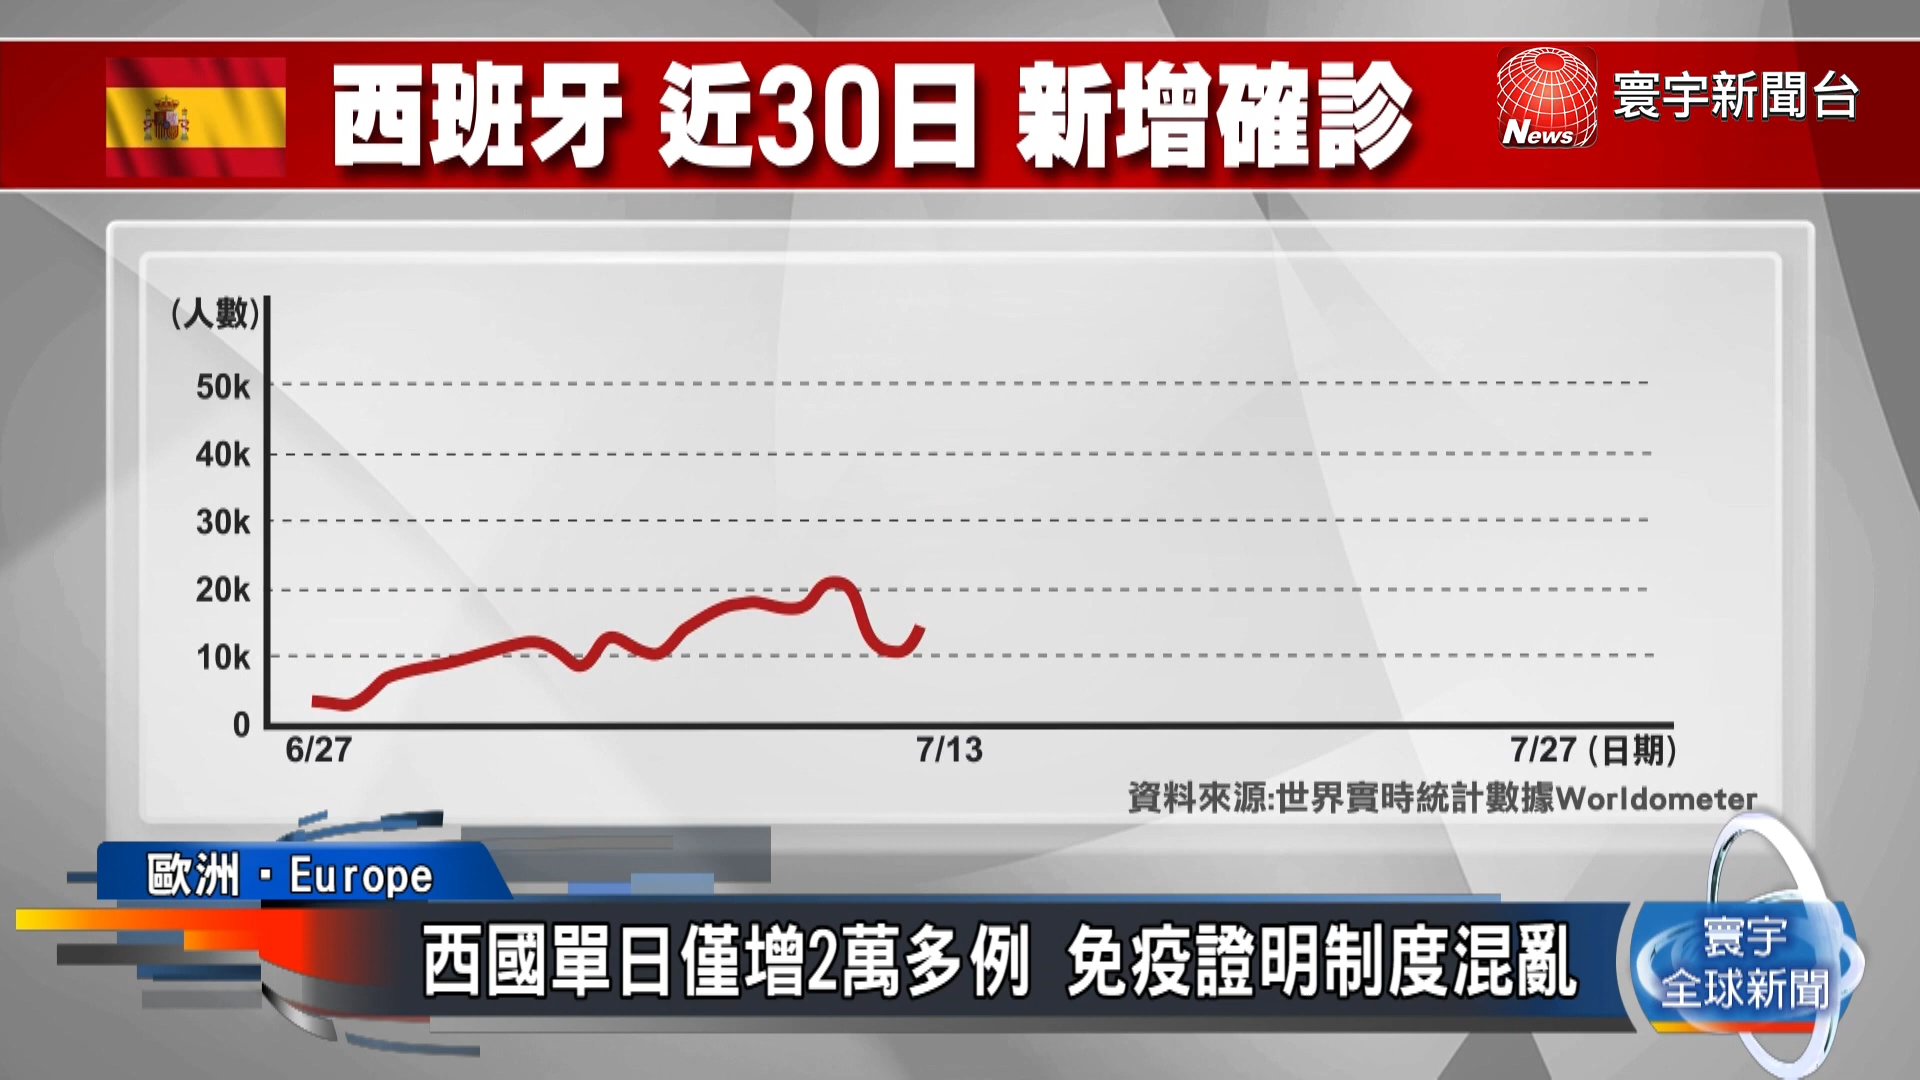 西班牙 近30日 新增確診
News
寰宇新聞台
(人數)
50k
40k
30k
20k
10k
0
6/27
7/13
7/27 (日期)
資料來源:世界實時統計數據Worldometer
歐洲・Europe
西國單日僅增2萬多例 免疫證明制度混亂
寰宇
全球新聞